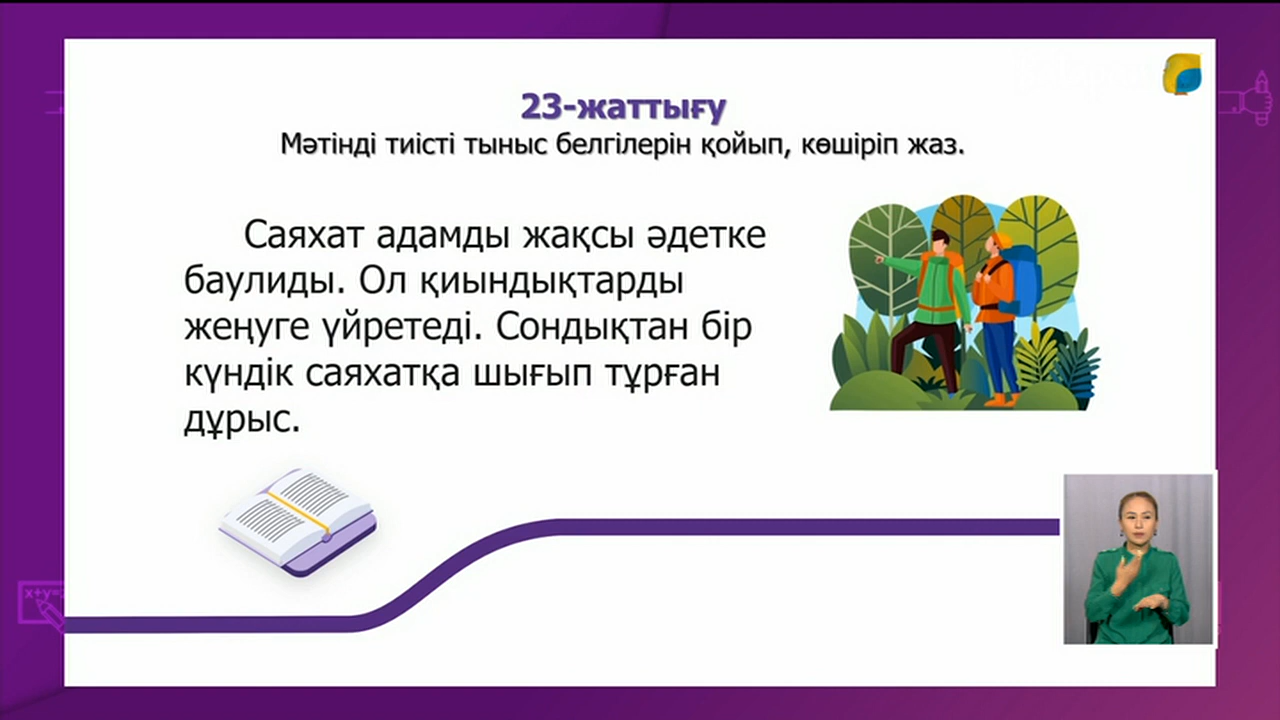 23-жаттығу
Мәтінді тиісті тыныс белгілерін қойып, көшіріп жаз.
Саяхат адамды жақсы әдетке
баулиды. Ол қиындықтарды
жеңуге үйретеді. Сондықтан бір
күндік саяхатқа шығып тұрған
дұрыс.